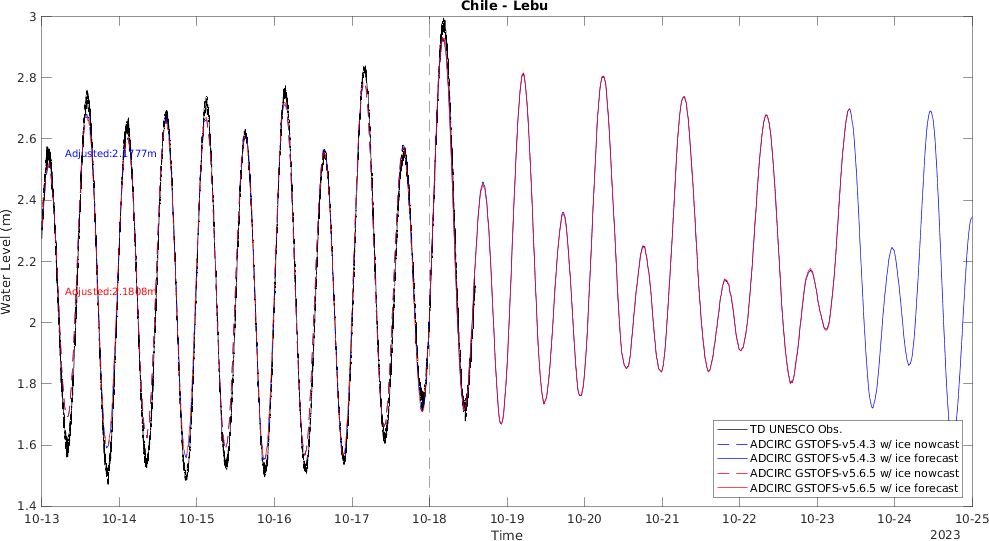 Chile - Lebu
Water Level (m)
3
2.8
2.6
2.4
2.2
2
1.8
1.6
1.4
Adjusted:2.1777m
Adjusted:2.1808m
TD UNESCO Obs.
ADCIRC GSTOFS-v5.4.3 w/ ice nowcast
ADCIRC GSTOFS-v5.4.3 w/ ice forecast
ADCIRC GSTOFS-v5.6.5 w/ ice nowcast
ADCIRC GSTOFS-v5.6.5 w/ ice forecast
10-13 10-14 10-15 10-16 10-17 10-18 10-19 10-20 10-21 10-22 10-23 10-24 10-25
Time
2023